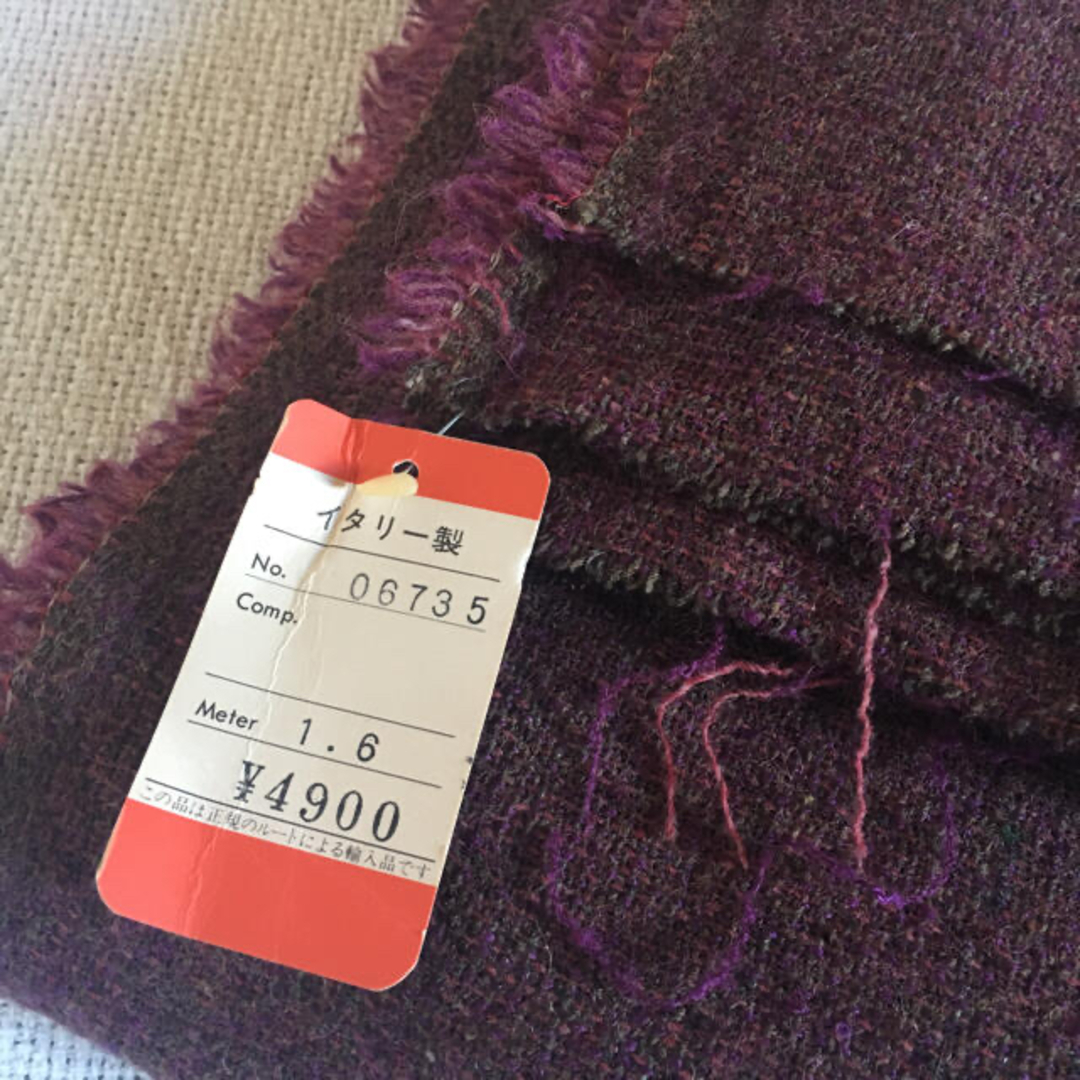 イタリー製
No. 06735
Comp.
Meter 1.6
¥4900
この品は正規のルートによる輸入品です